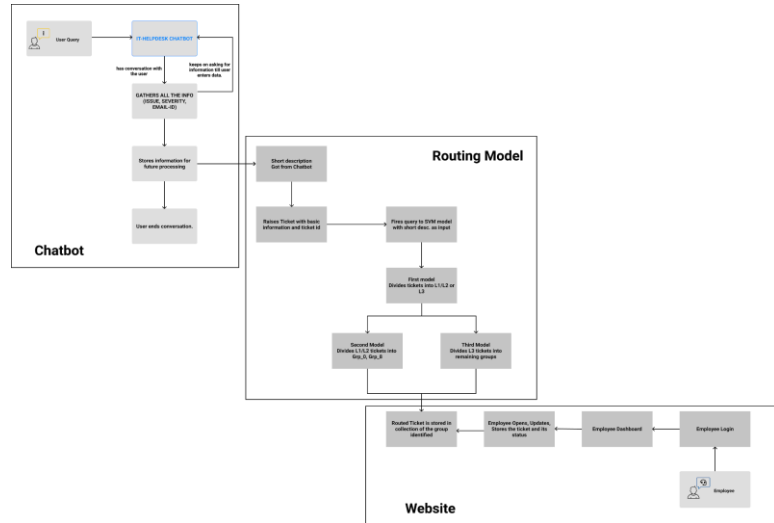 User Query
IT-HELPDESK CHATBOT
has conversation with
the user
keeps on asking for
information till user
enters data.
GATHERS ALL THE INFO
(ISSUE, SEVERITY,
EMAIL-ID)
Stores information for
future processing
User ends conversation.
Chatbot
Routing Model
Short description
Got from Chatbot
Raises Ticket with basic
information and ticket id
Fires query to SVM model
with short desc. as input
First model
Divides tickets into L1/L2 or
L3
Second Model
Divides L1/L2 tickets into
Grp_0, Grp_8
Third Model
Divides L3 tickets into
remaining groups
Routed Ticket is stored in
collection of the group
identified
Employee Opens, Updates,
Stores the ticket and its
status
Employee Dashboard
Employee Login
Employee
Website